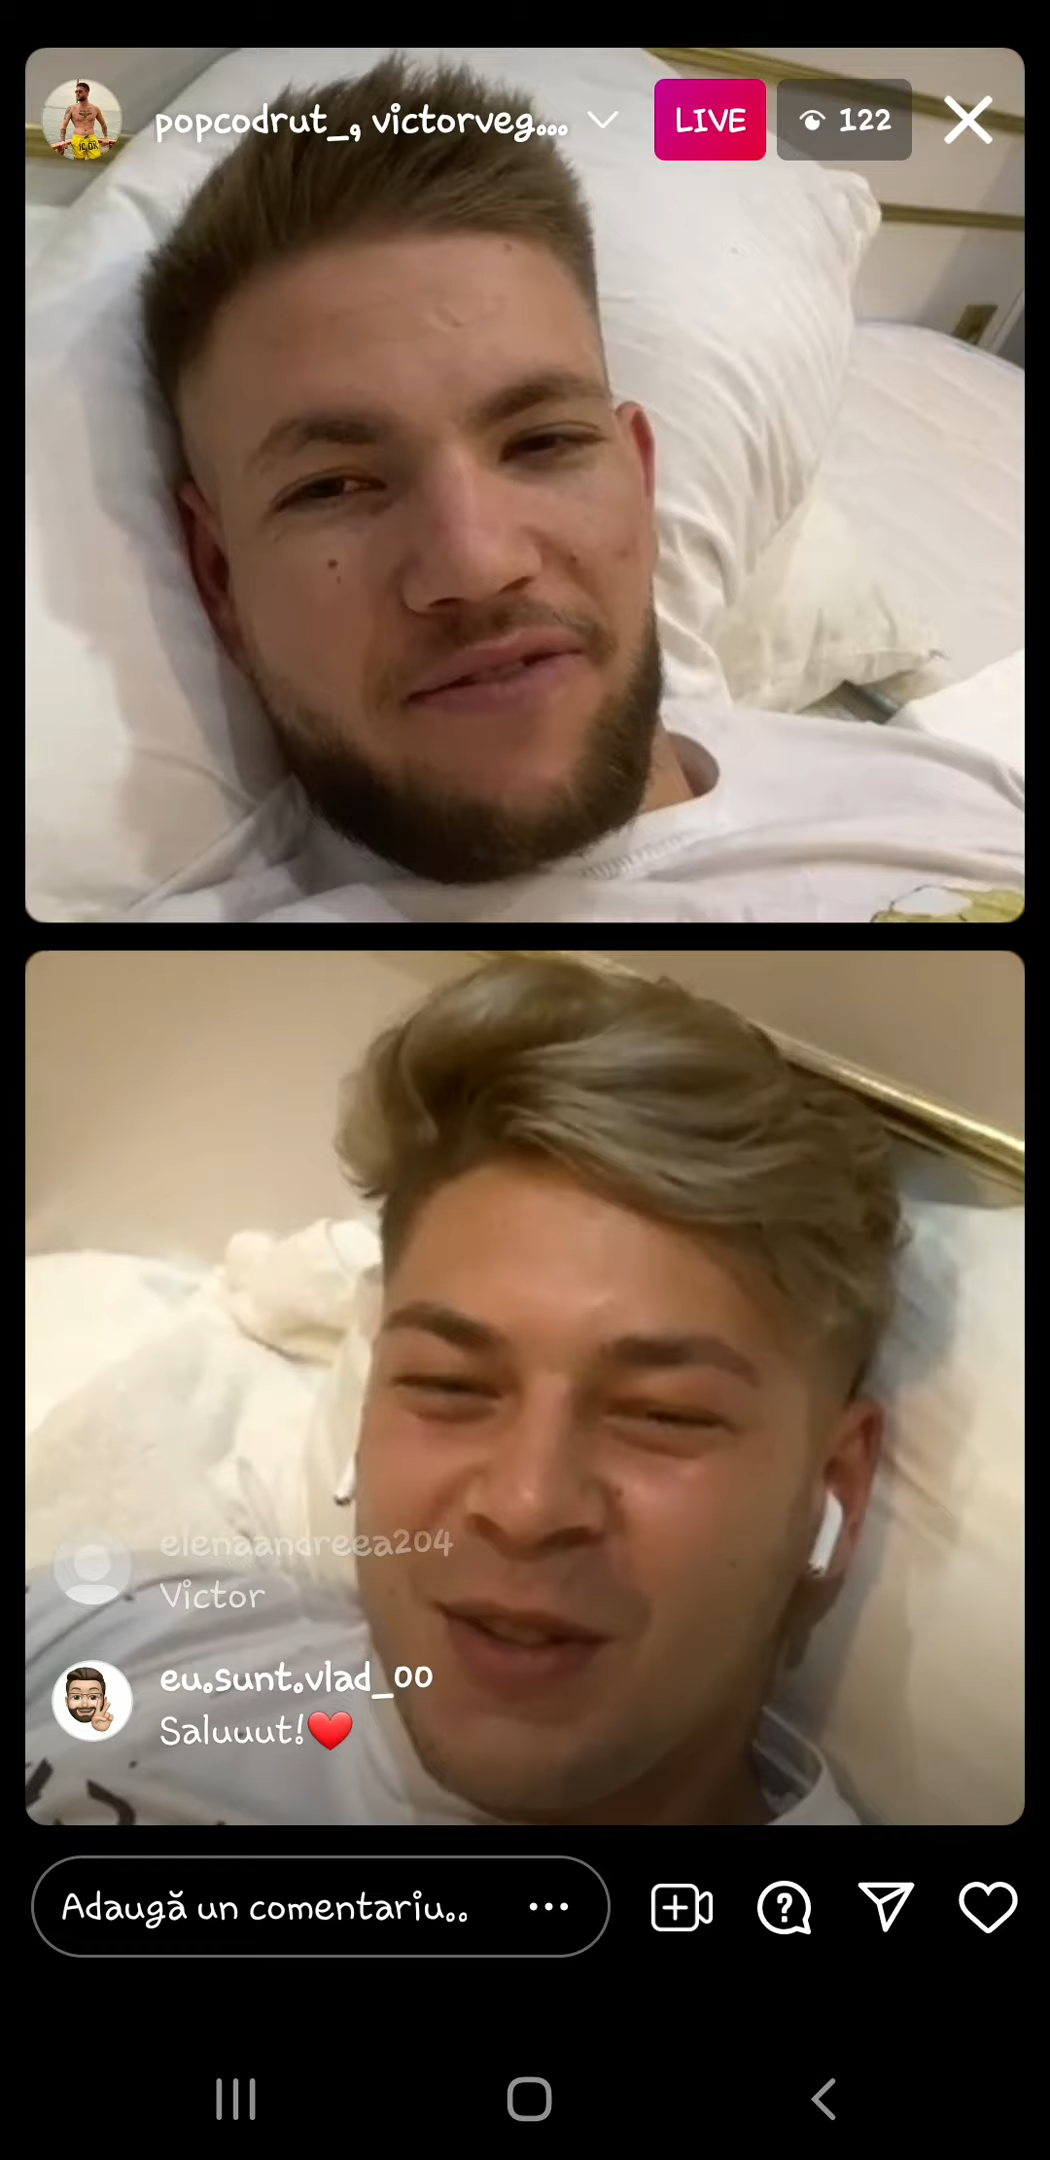 popcodrut_, victorveg... LIVE 122
elenaandreea204
Victor
eu.sunt.vlad_00
Saluuut!❤️
Adaugă un comentariu..